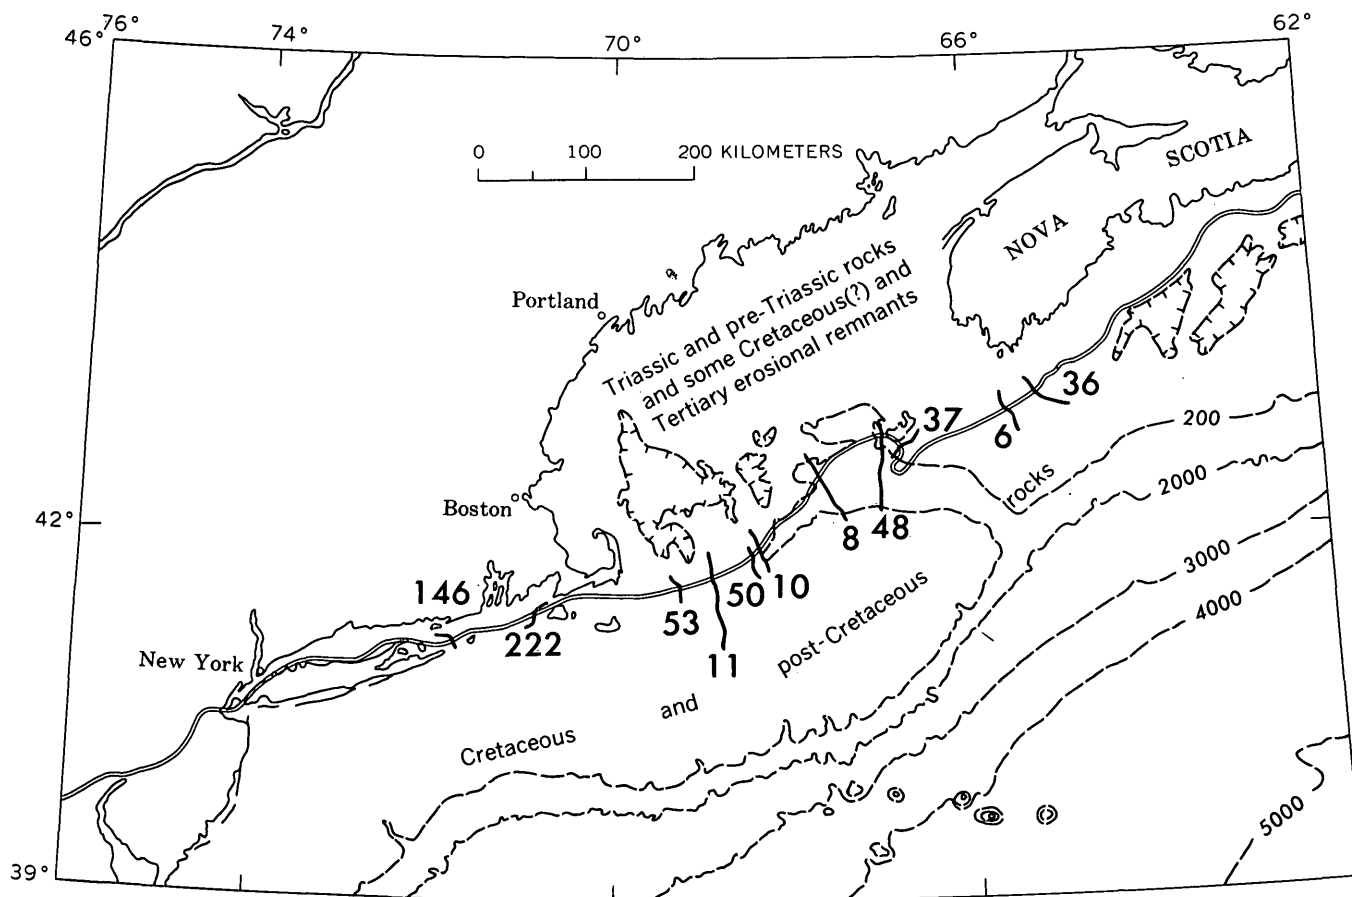 76°
46°
74°
70°
66°
62°
0 100 200 KILOMETERS
SCOTIA
NOVA
Portland
Triassic and pre-Triassic rocks
and some Cretaceous(?) and
Tertiary erosional remnants
36
37
6
200
rocks
2000
Boston
42°
8
48
3000
146
50
10
4000
53
222
11
post-Cretaceous
New York
and
Cretaceous
5000
39°